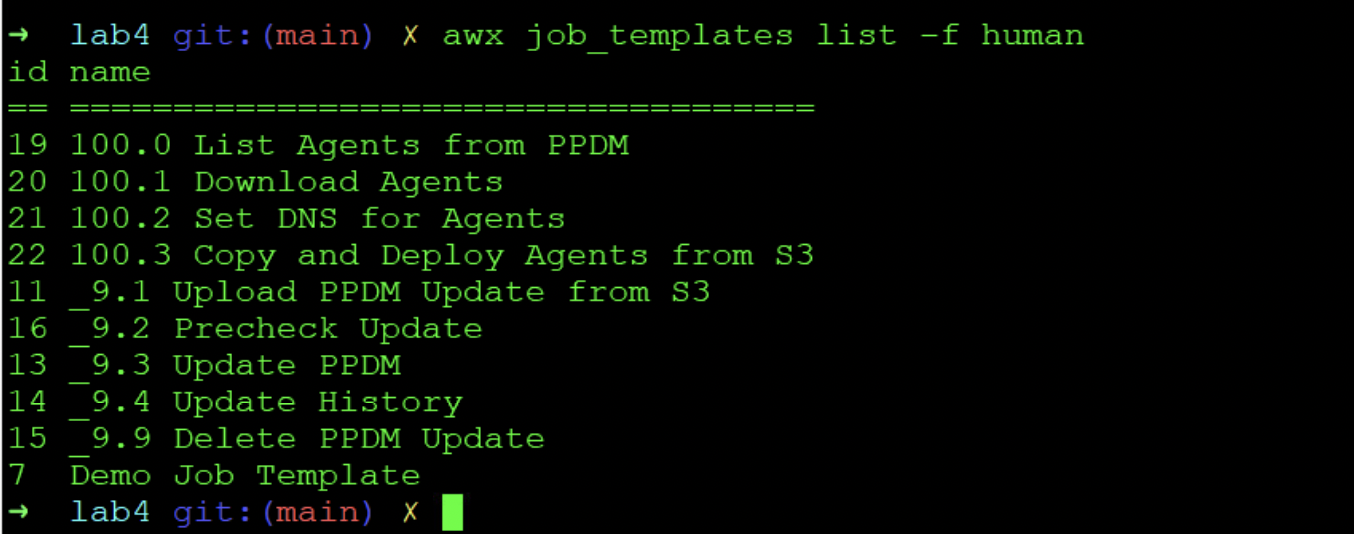 → lab4 git:(main) ✗ awx job_templates list -f human
id name
== ====================================
19 100.0 List Agents from PPDM
20 100.1 Download Agents
21 100.2 Set DNS for Agents
22 100.3 Copy and Deploy Agents from S3
11 _9.1 Upload PPDM Update from S3
16 _9.2 Precheck Update
13 _9.3 Update PPDM
14 _9.4 Update History
15 _9.9 Delete PPDM Update
7  Demo Job Template
→ lab4 git:(main) ✗